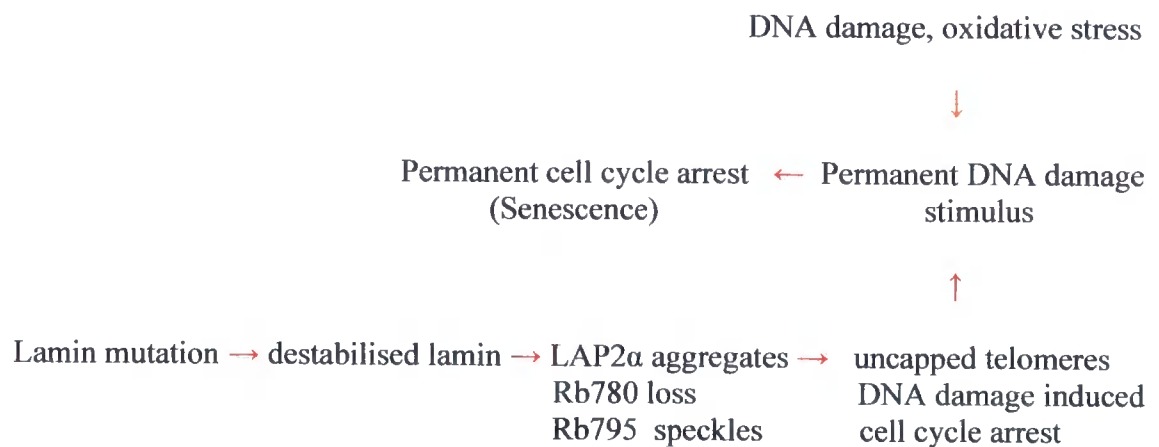 DNA damage, oxidative stress
↓
Permanent cell cycle arrest ← Permanent DNA damage
(Senescence) stimulus
↑
Lamin mutation → destabilised lamin → LAP2α aggregates → uncapped telomeres
Rb780 loss DNA damage induced
Rb795 speckles cell cycle arrest